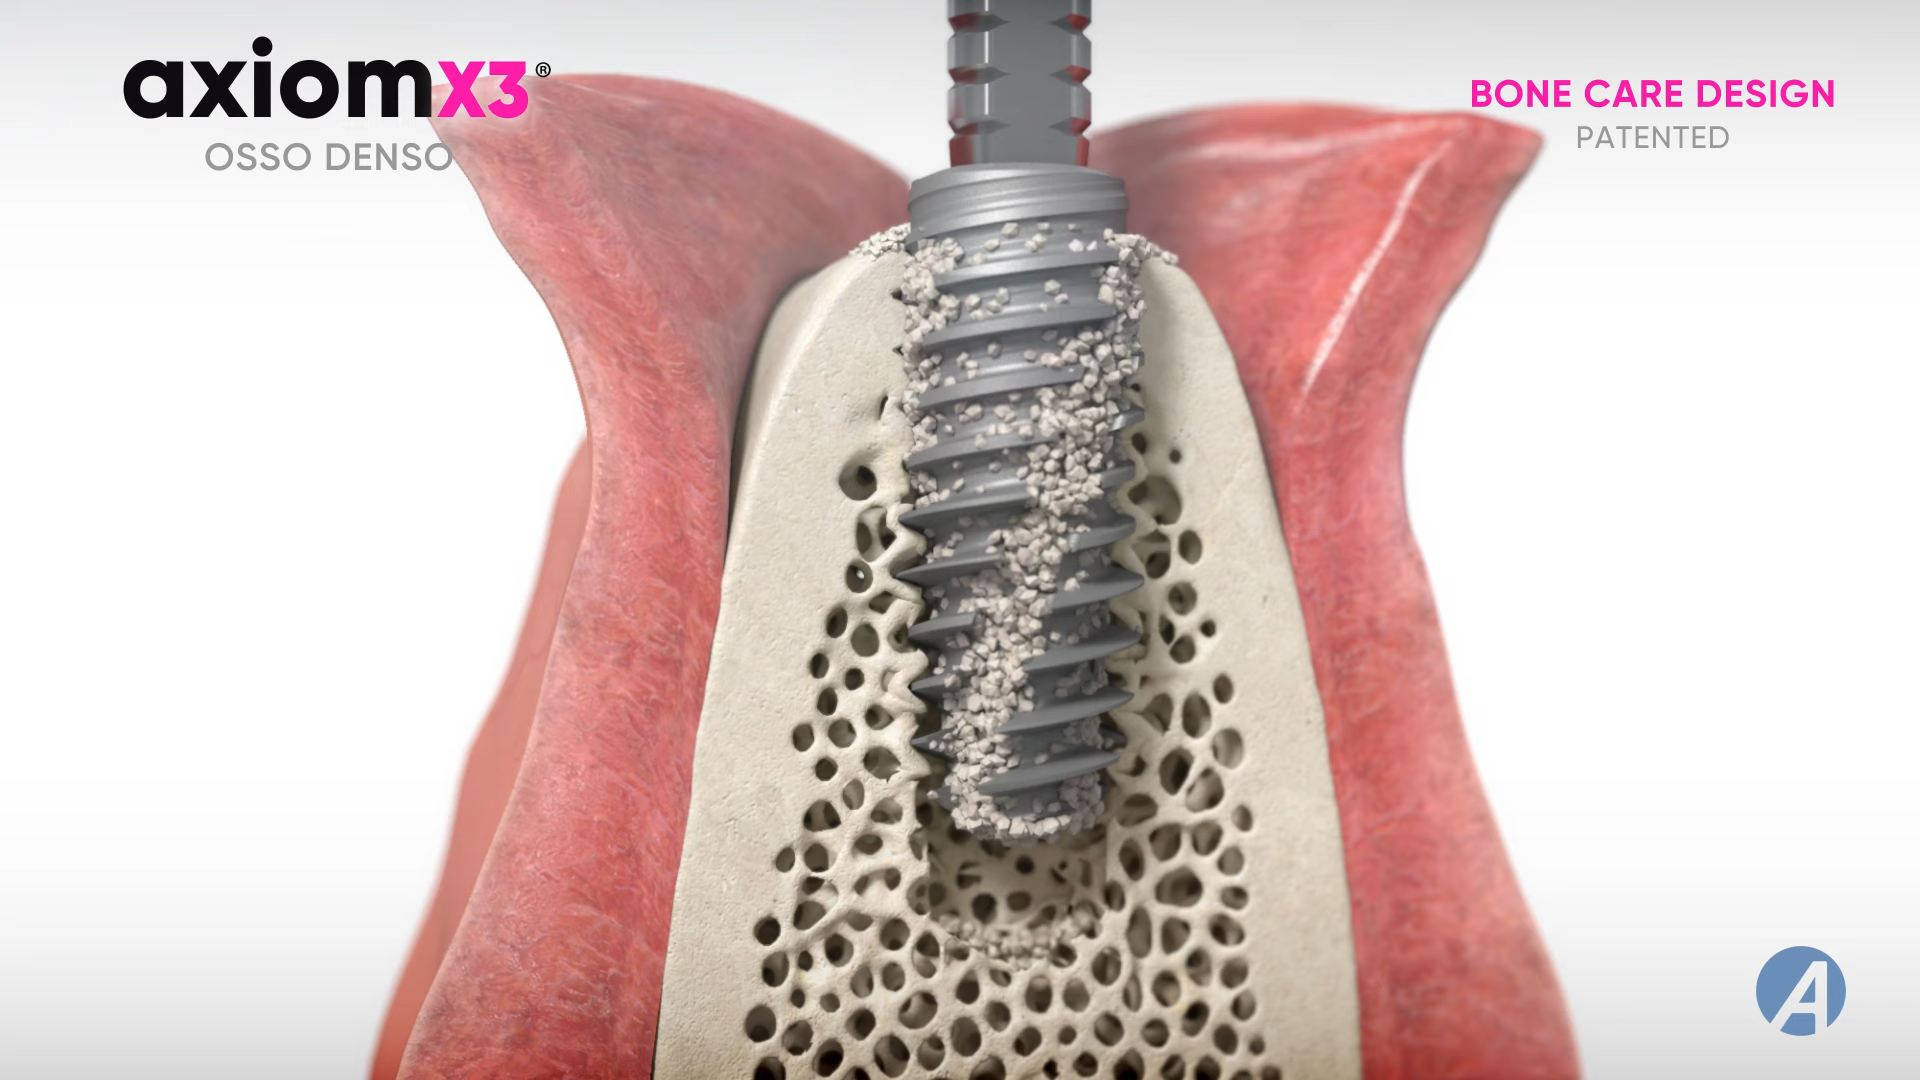 axiomx3®
OSSO DENSO
BONE CARE DESIGN
PATENTED
A